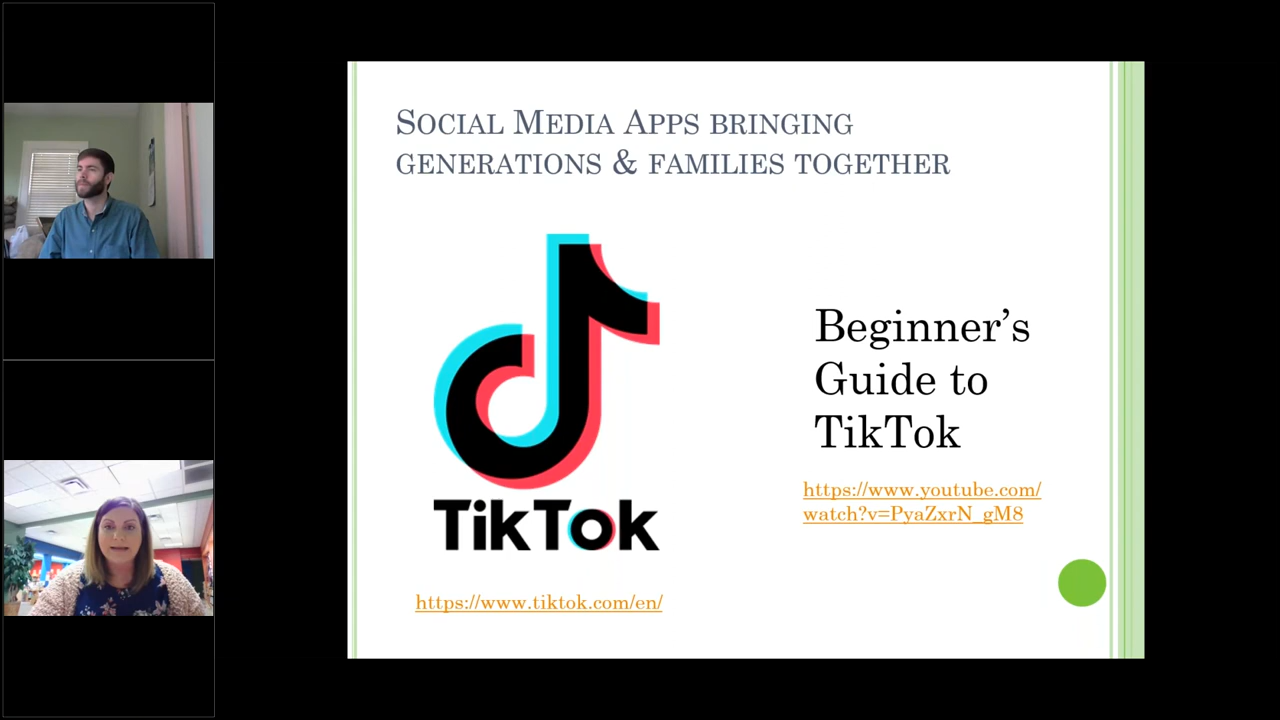 Social Media Apps bringing
generations & families together
TikTok
https://www.tiktok.com/en/
Beginner's
Guide to
TikTok
https://www.youtube.com/
watch?v=PyaZxrN_gM8